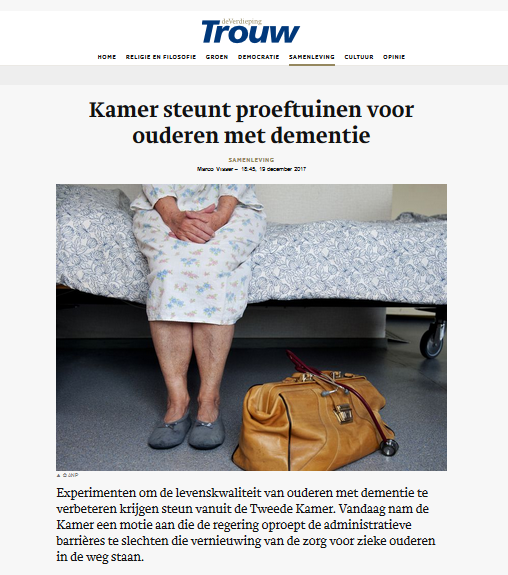 deVerdieping
Trouw
HOME RELIGIE EN FILOSOFIE GROEN DEMOCRATIE SAMENLEVING CULTUUR OPINIE
Kamer steunt proeftuinen voor
ouderen met dementie
SAMENLEVING
Marco Visser – 18:45, 19 december 2017
▲ © ANP
Experimenten om de levenskwaliteit van ouderen met dementie te
verbeteren krijgen steun vanuit de Tweede Kamer. Vandaag nam de
Kamer een motie aan die de regering oproept de administratieve
barrières te slechten die vernieuwing van de zorg voor zieke ouderen
in de weg staan.